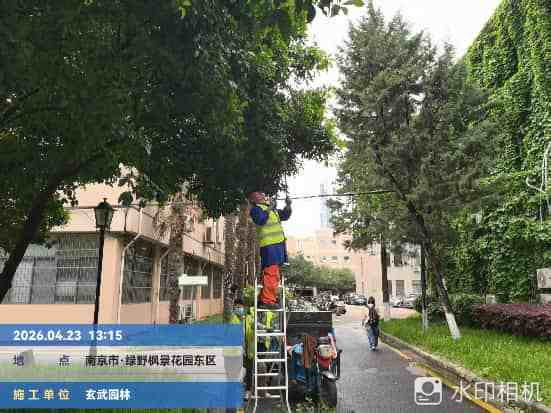 2026.04.23 13:15
地 点 南京市·绿野枫景花园东区
施工单位 玄武园林
水印相机